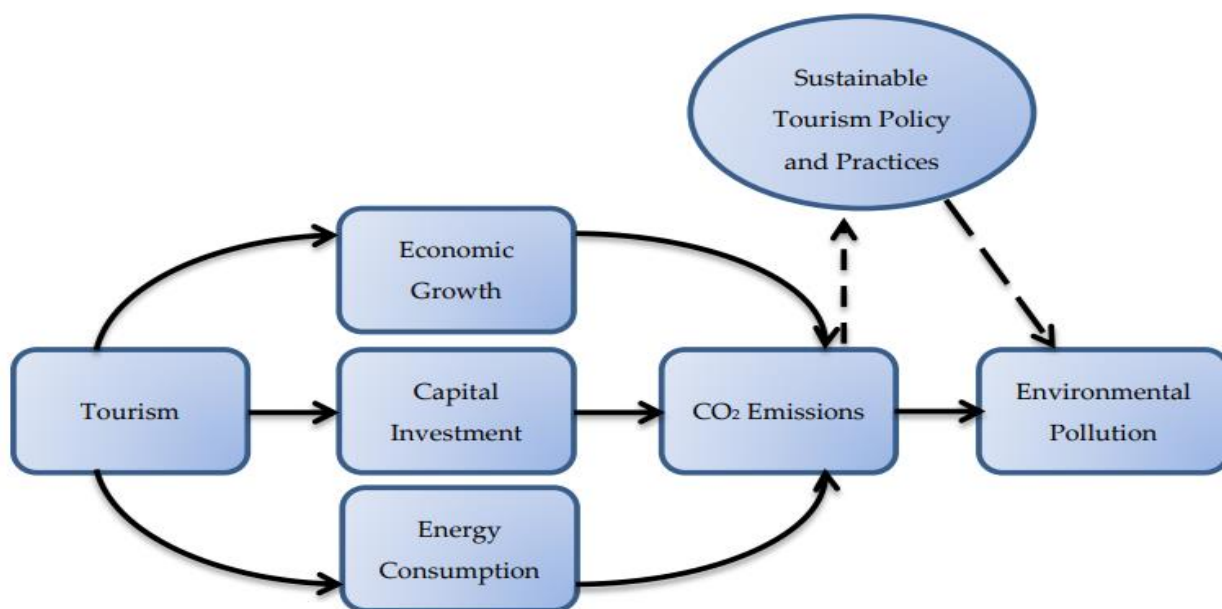 Sustainable
Tourism Policy
and Practices
Economic
Growth
Tourism
Capital
Investment
CO₂ Emissions
Environmental
Pollution
Energy
Consumption